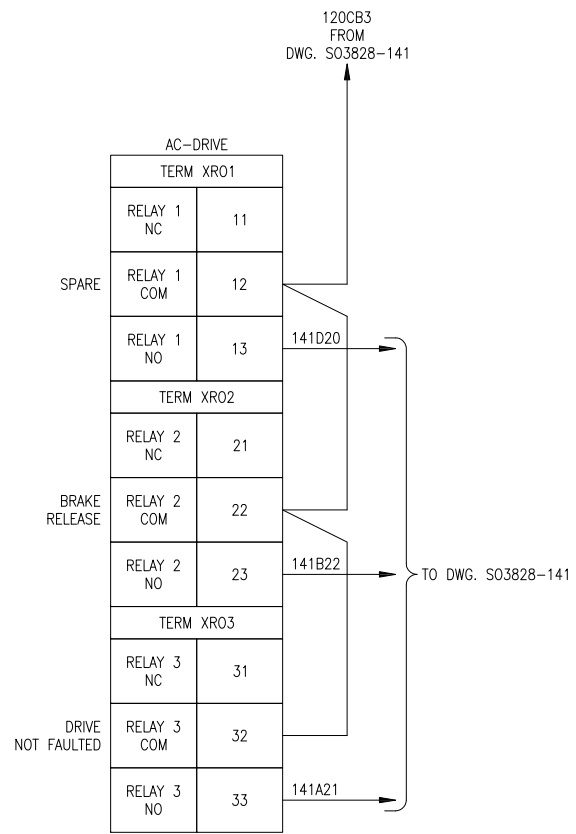 120CB3
FROM
DWG. SO3828-141
AC-DRIVE
TERM XRO1
RELAY 1
NC
11
SPARE
RELAY 1
COM
12
RELAY 1
NO
13
141D20
TERM XRO2
RELAY 2
NC
21
BRAKE
RELEASE
RELAY 2
COM
22
RELAY 2
NO
23
141B22
TO DWG. SO3828-141
TERM XRO3
RELAY 3
NC
31
DRIVE
NOT FAULTED
RELAY 3
COM
32
RELAY 3
NO
33
141A21